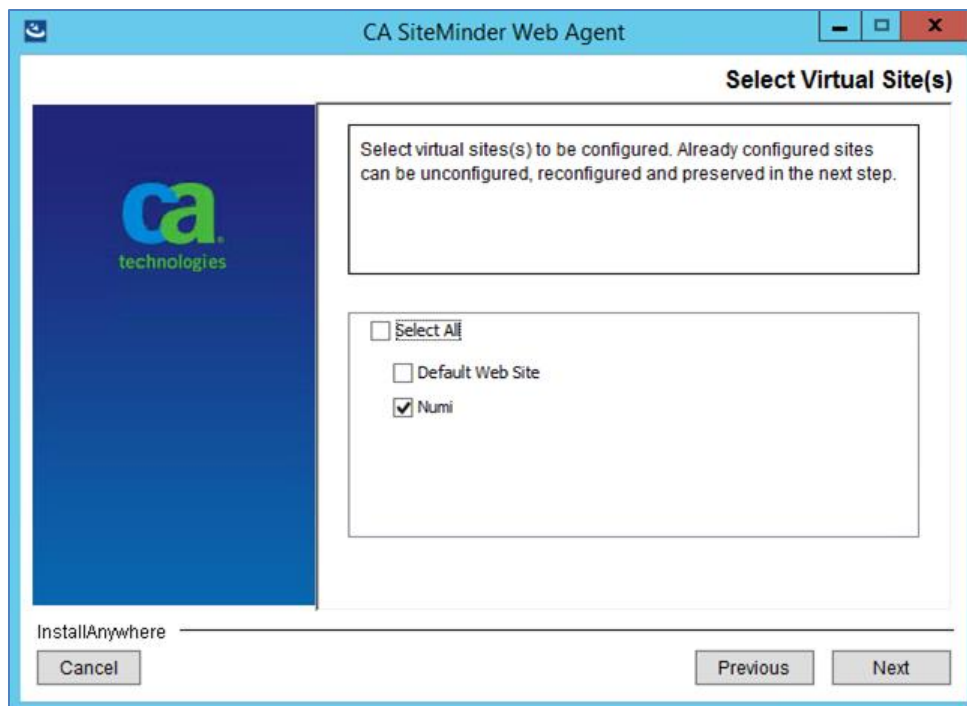 CA SiteMinder Web Agent
Select Virtual Site(s)
ca
technologies
Select virtual sites(s) to be configured. Already configured sites
can be unconfigured, reconfigured and preserved in the next step.
Select All
Default Web Site
Numi
InstallAnywhere
Cancel
Previous
Next